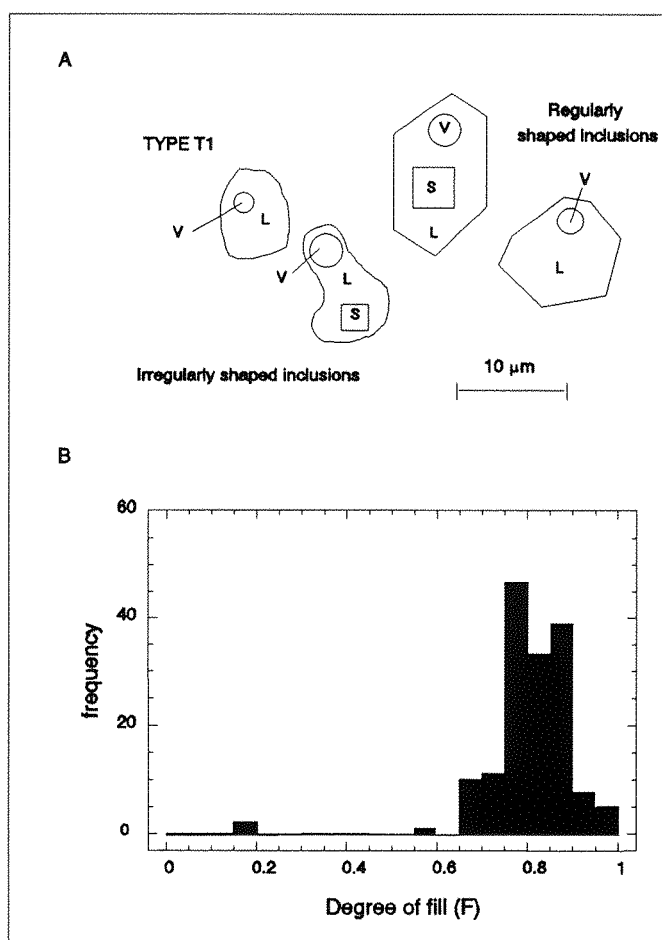 A
TYPE T1
Regularly
shaped inclusions
V
S
L
V
L
V
L
V
L
S
V
L
Irregularly shaped inclusions
10 µm
B
60
40
20
0
frequency
0
0.2
0.4
0.6
0.8
1
Degree of fill (F)